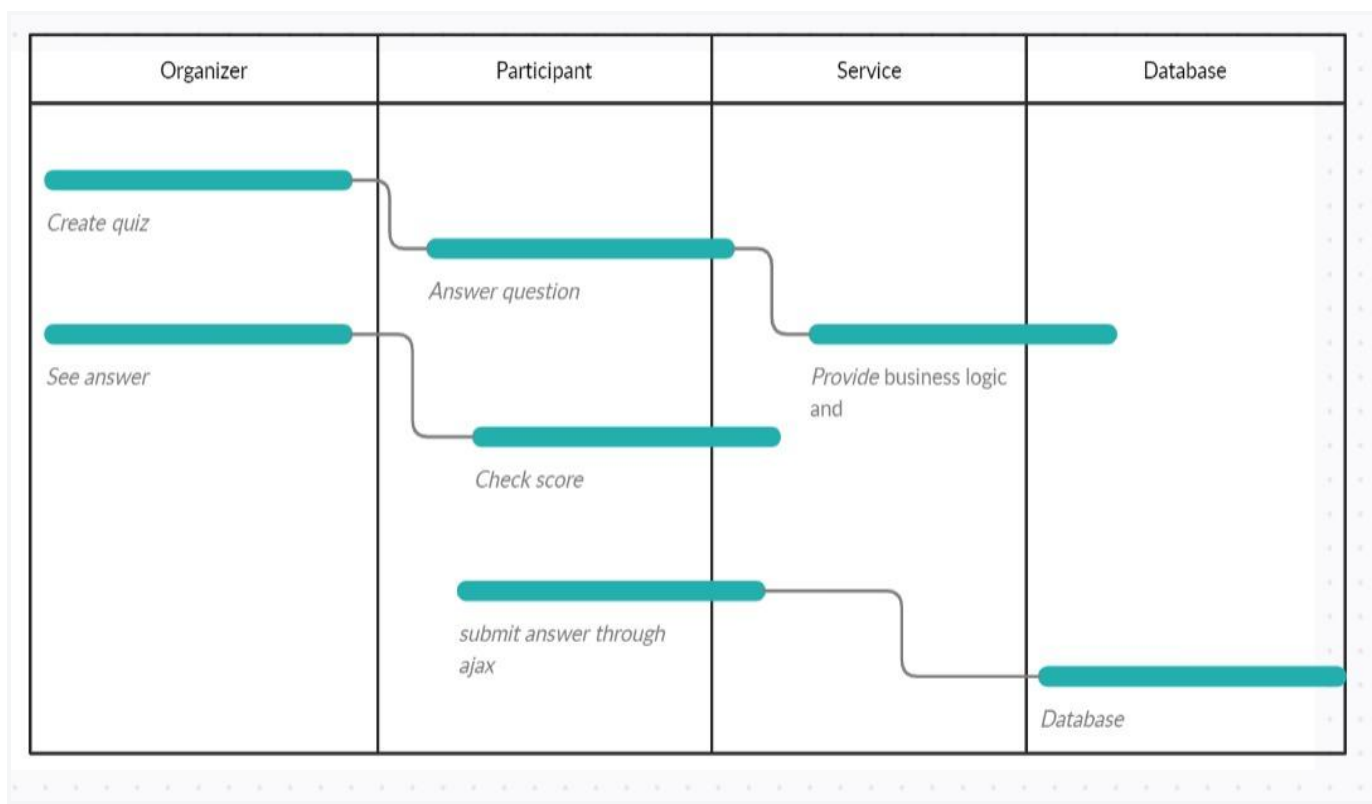 Organizer
Participant
Service
Database
Create quiz
Answer question
See answer
Provide business logic
and
Check score
submit answer through
ajax
Database